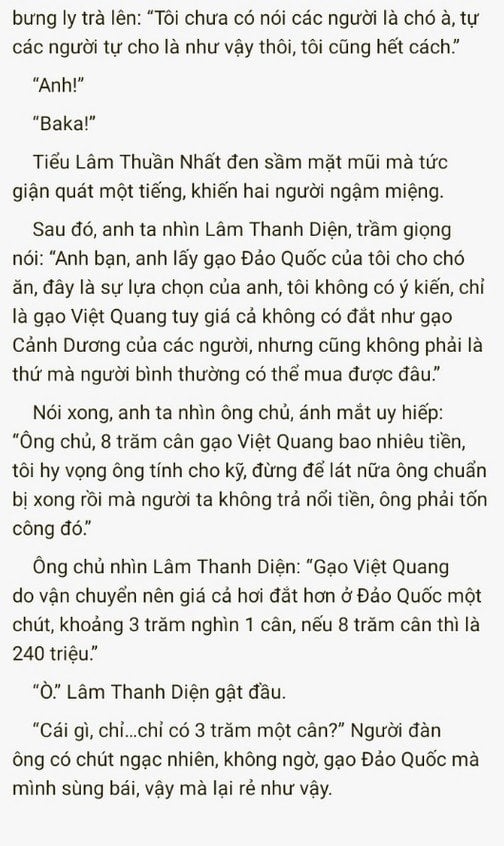 bưng ly trà lên: “Tôi chưa có nói các người là chó à, tự
các người tự cho là như vậy thôi, tôi cũng hết cách.”
“Anh!”
“Baka!”
Tiểu Lâm Thuần Nhất đen sầm mặt mũi mà tức
giận quát một tiếng, khiến hai người ngậm miệng.
Sau đó, anh ta nhìn Lâm Thanh Diện, trầm giọng
nói: “Anh bạn, anh lấy gạo Đảo Quốc của tôi cho chó
ăn, đây là sự lựa chọn của anh, tôi không có ý kiến, chỉ
là gạo Việt Quang tuy giá cả không có đắt như gạo
Cảnh Dương của các người, nhưng cũng không phải là
thứ mà người bình thường có thể mua được đâu.”
Nói xong, anh ta nhìn ông chủ, ánh mắt uy hiếp:
“Ông chủ, 8 trăm cân gạo Việt Quang bao nhiêu tiền,
tôi hy vọng ông tính cho kỹ, đừng để lát nữa ông chuẩn
bị xong rồi mà người ta không trả nổi tiền, ông phải tốn
công đó.”
Ông chủ nhìn Lâm Thanh Diện: “Gạo Việt Quang
do vận chuyển nên giá cả hơi đắt hơn ở Đảo Quốc một
chút, khoảng 3 trăm nghìn 1 cân, nếu 8 trăm cân thì là
240 triệu.”
“Ò.” Lâm Thanh Diện gật đầu.
“Cái gì, chỉ...chỉ có 3 trăm một cân?” Người đàn
ông có chút ngạc nhiên, không ngờ, gạo Đảo Quốc mà
mình sùng bái, vậy mà lại rẻ như vậy.